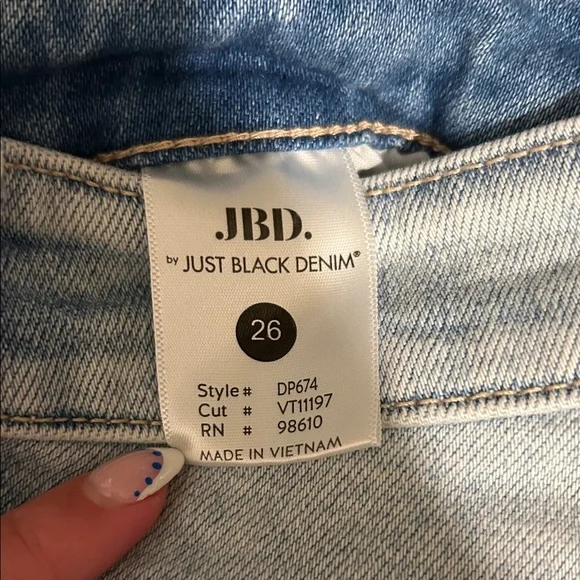 JBD.
by JUST BLACK DENIM®
26
Style # DP674
Cut # VT11197
RN # 98610
MADE IN VIETNAM